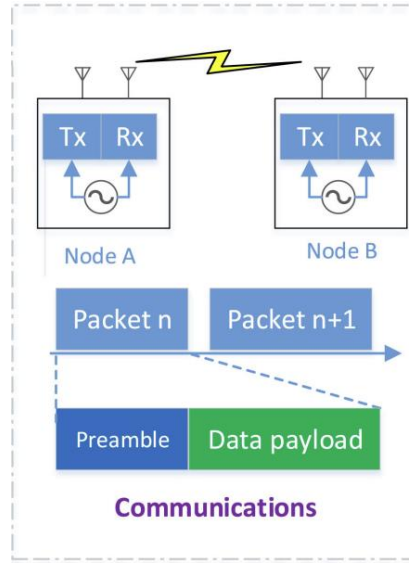 Tx Rx Tx Rx
Node A Node B
Packet n Packet n+1
Preamble Data payload
Communications